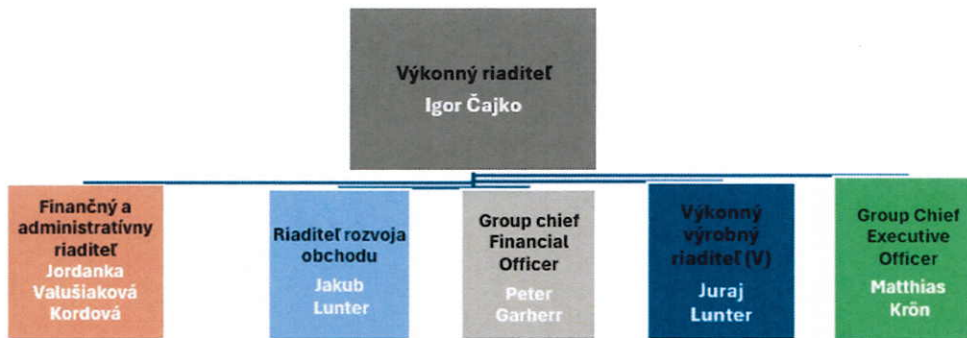 Výkonný riaditeľ
Igor Čajko
Finančný a
administratívny
riaditeľ
Jordanka
Valušiaková
Kordová
Riaditeľ rozvoja
obchodu
Jakub
Lunter
Group chief
Financial
Officer
Peter
Garherr
Výkonný
výrobný
riaditeľ (V)
Juraj
Lunter
Group Chief
Executive
Officer
Matthias
Krön